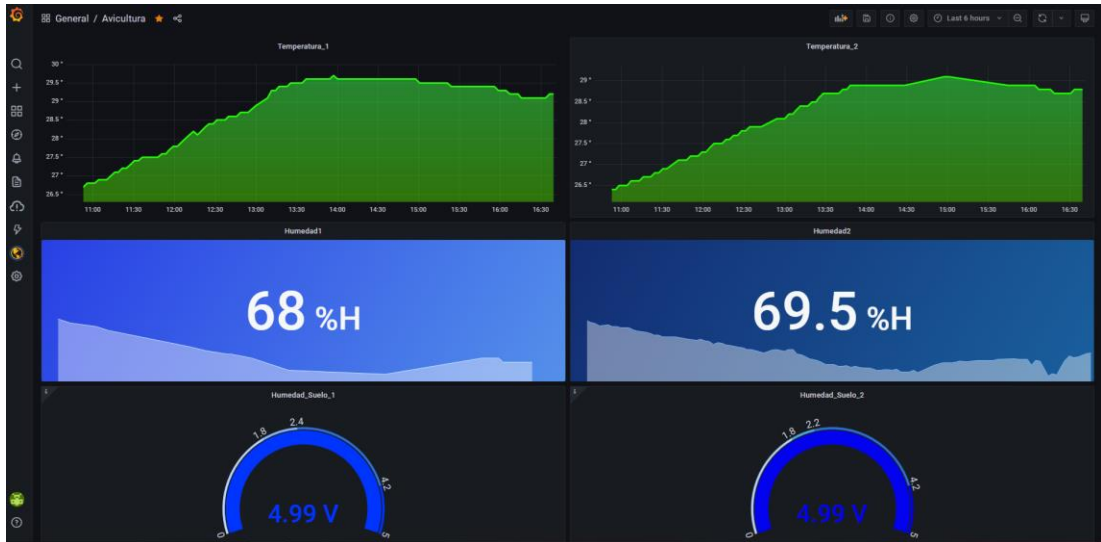 General / Avicultura
Last 6 hours
Temperatura_1
30 °
29.5 °
29 °
28.5 °
28 °
27.5 °
27 °
26.5 °
11:00 11:30 12:00 12:30 13:00 13:30 14:00 14:30 15:00 15:30 16:00 16:30
Temperatura_2
29 °
28.5 °
28 °
27.5 °
27 °
26.5 °
11:00 11:30 12:00 12:30 13:00 13:30 14:00 14:30 15:00 15:30 16:00 16:30
Humedad1
68 %H
Humedad2
69.5 %H
Humedad_Suelo_1
0
1.8
2.4
4.2
5
4.99 V
Humedad_Suelo_2
0
1.8
2.2
4.2
5
4.99 V